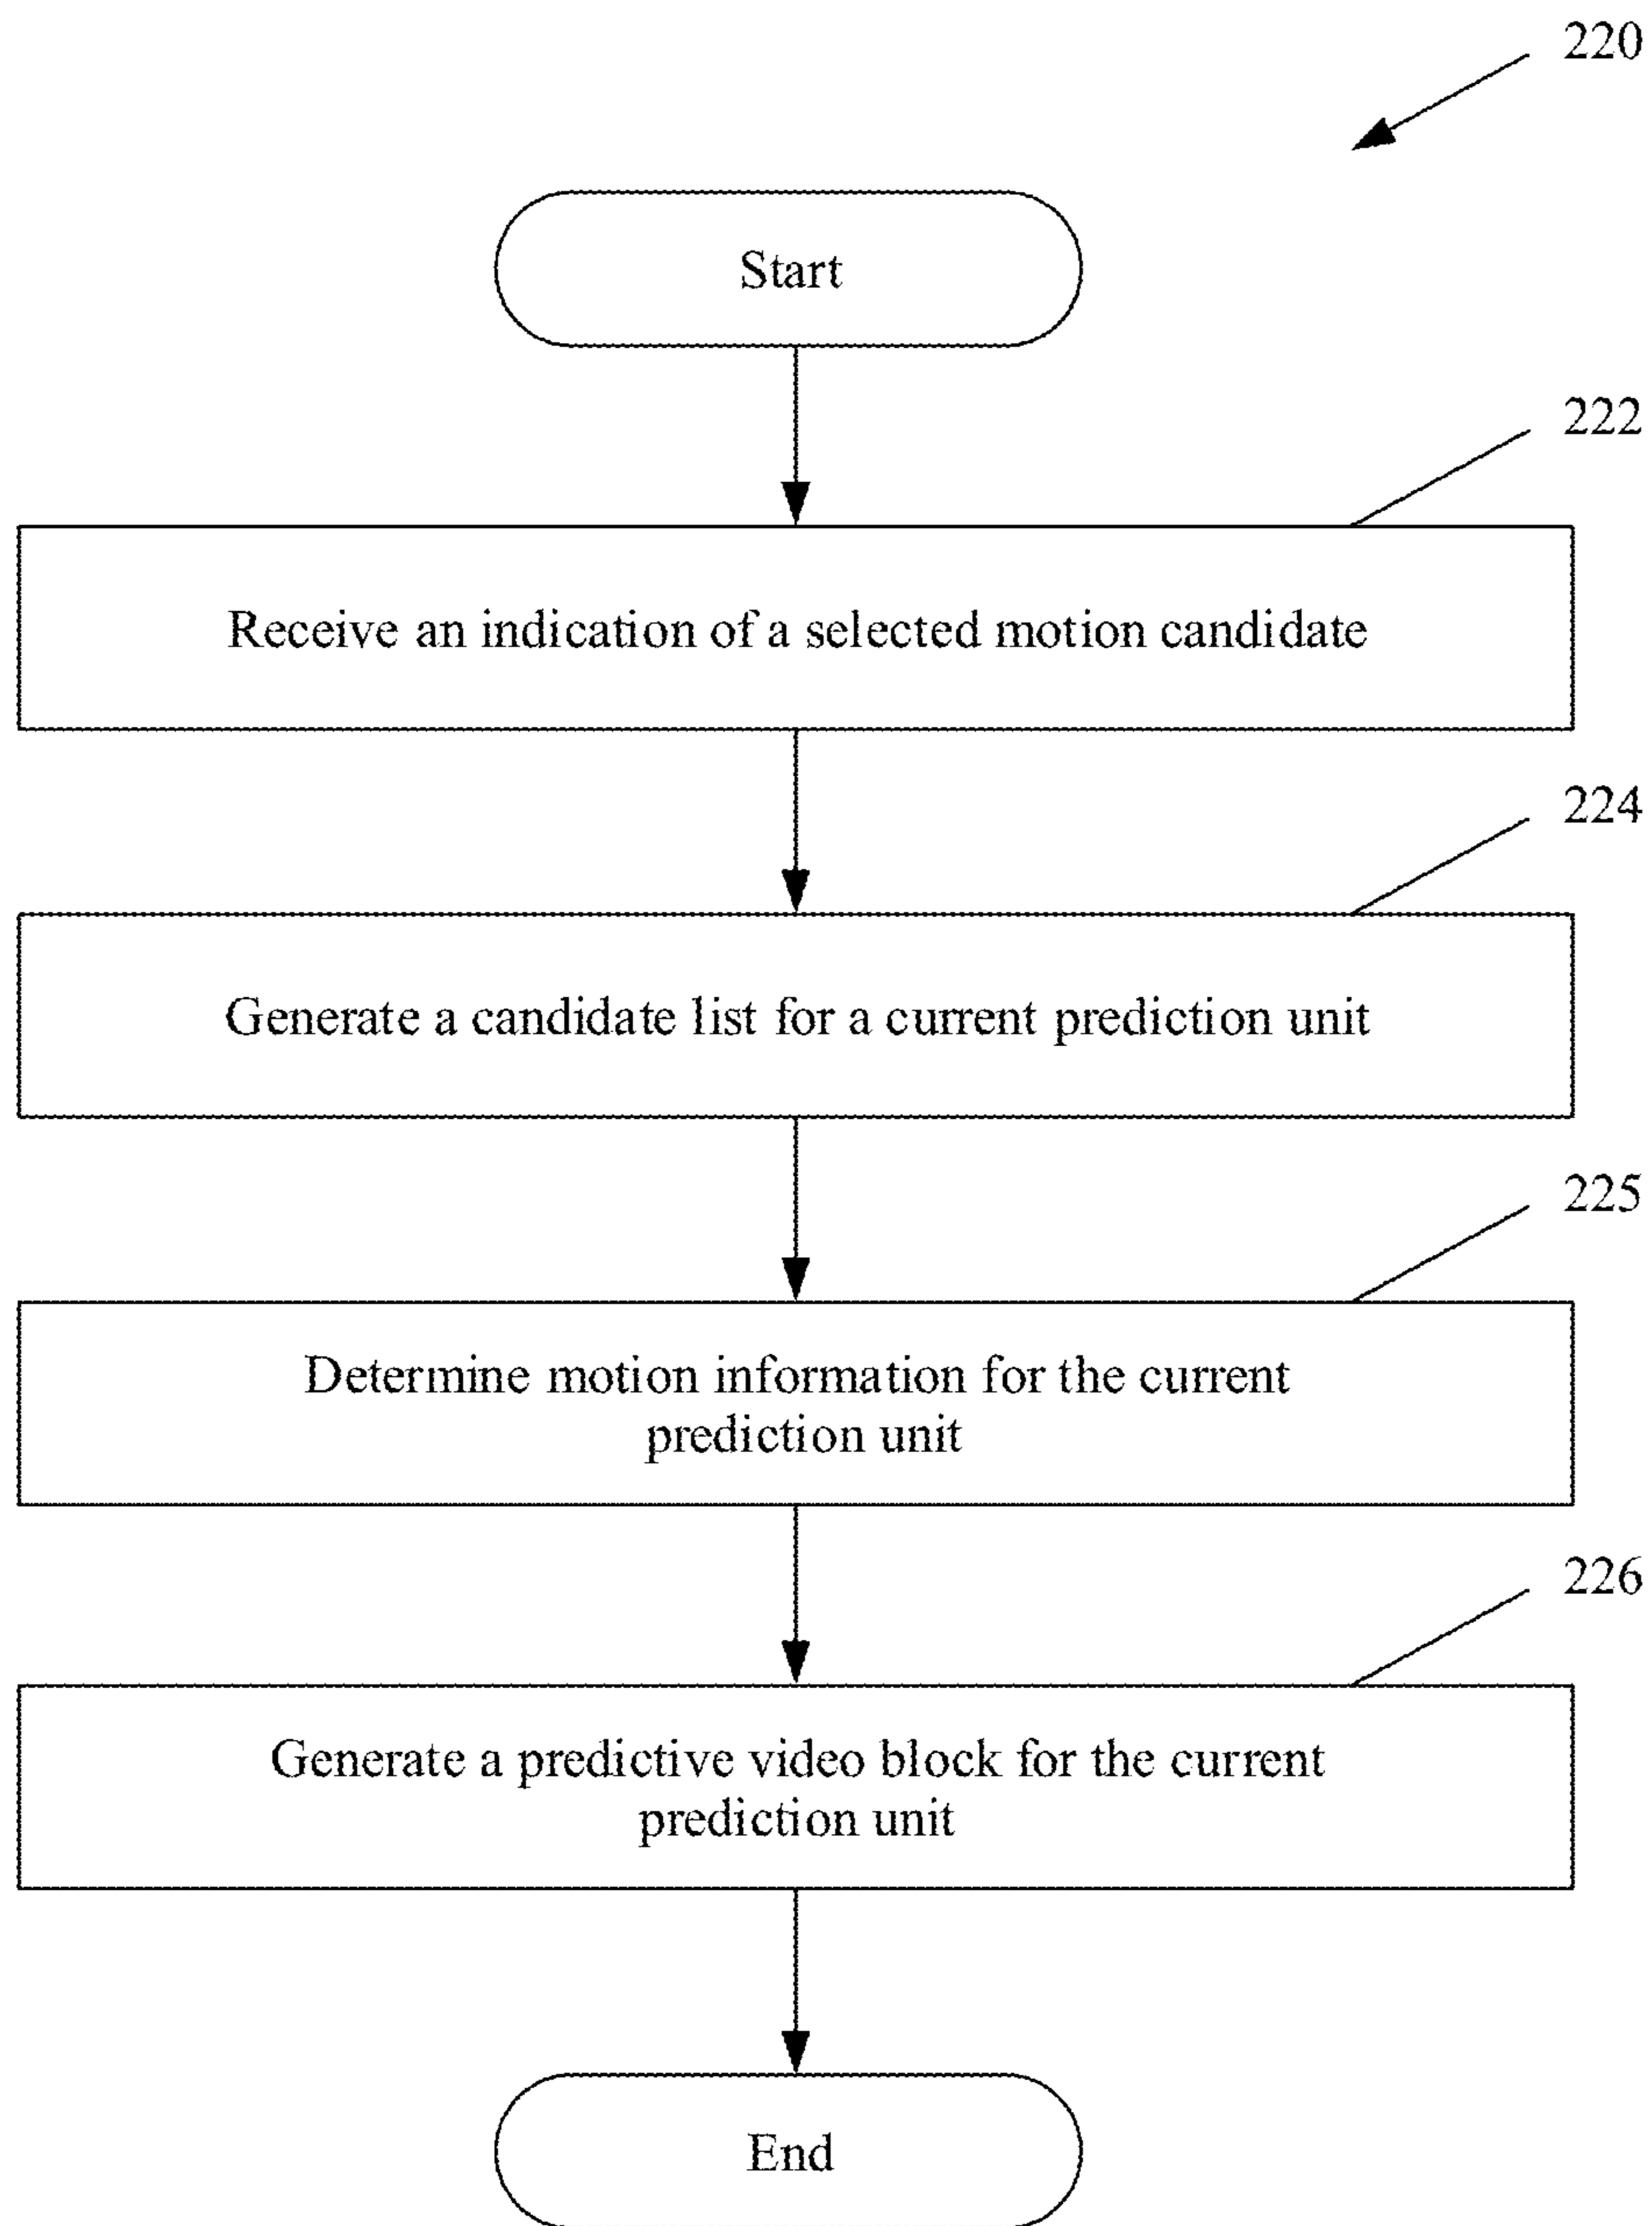 220
Start
222
Receive an indication of a selected motion candidate
224
Generate a candidate list for a current prediction unit
225
Determine motion information for the current
prediction unit
226
Generate a predictive video block for the current
prediction unit
End